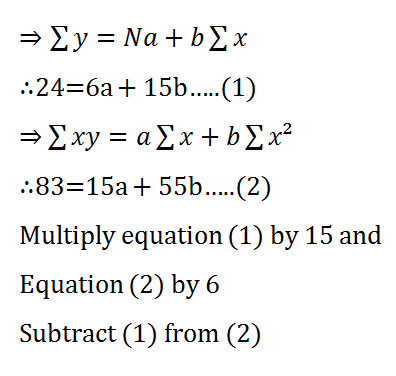 ⇒ ∑ y = Na + b ∑ x
∴24=6a + 15b.....(1)
⇒ ∑ xy = a ∑ x + b ∑ x²
∴83=15a + 55b.....(2)
Multiply equation (1) by 15 and
Equation (2) by 6
Subtract (1) from (2)